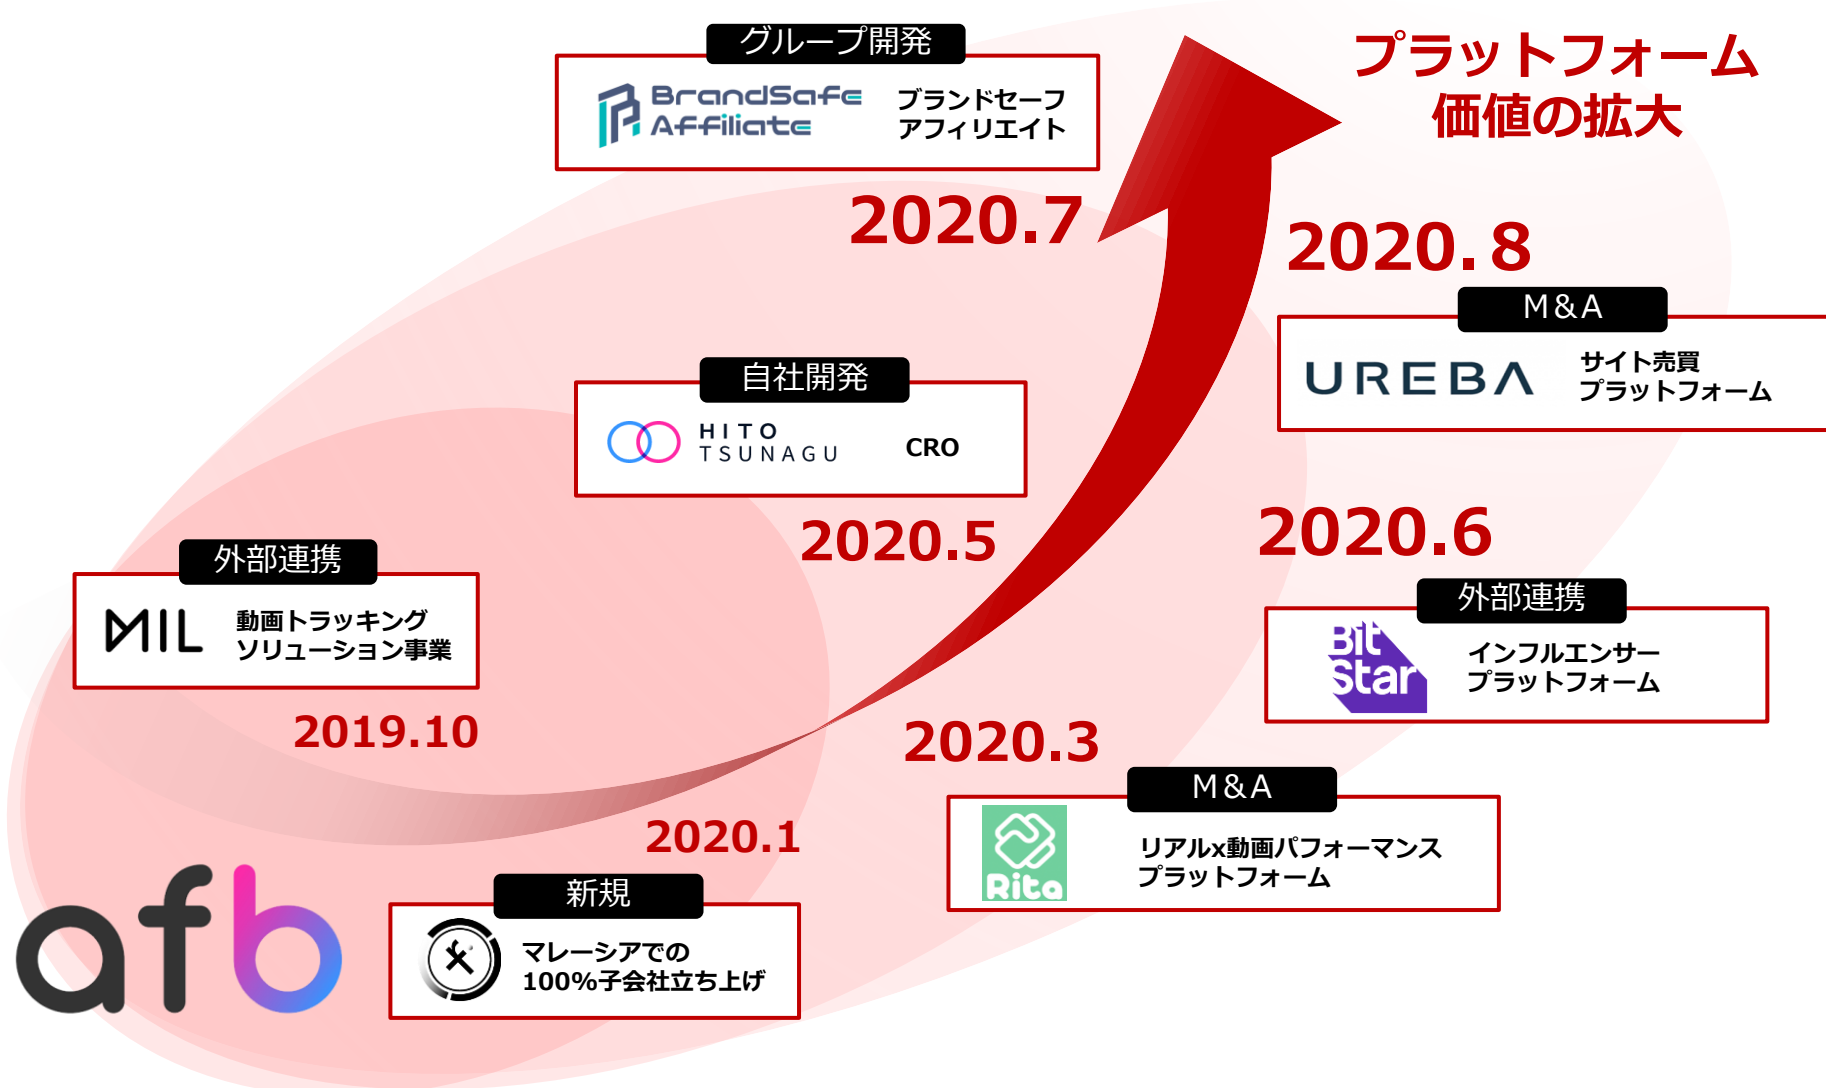 グループ開発
BrandSafe
Affiliate
ブランドセーフ
アフィリエイト
2020.7
プラットフォーム
価値の拡大
2020.8
M&A
UREBA
サイト売買
プラットフォーム
自社開発
HITO
TSUNAGU
CRO
2020.5
2020.6
外部連携
Bit
Star
インフルエンサー
プラットフォーム
外部連携
MIL
動画トラッキング
ソリューション事業
2019.10
2020.3
M&A
Rita
リアルx動画パフォーマンス
プラットフォーム
2020.1
新規
マレーシアでの
100%子会社立ち上げ
afb